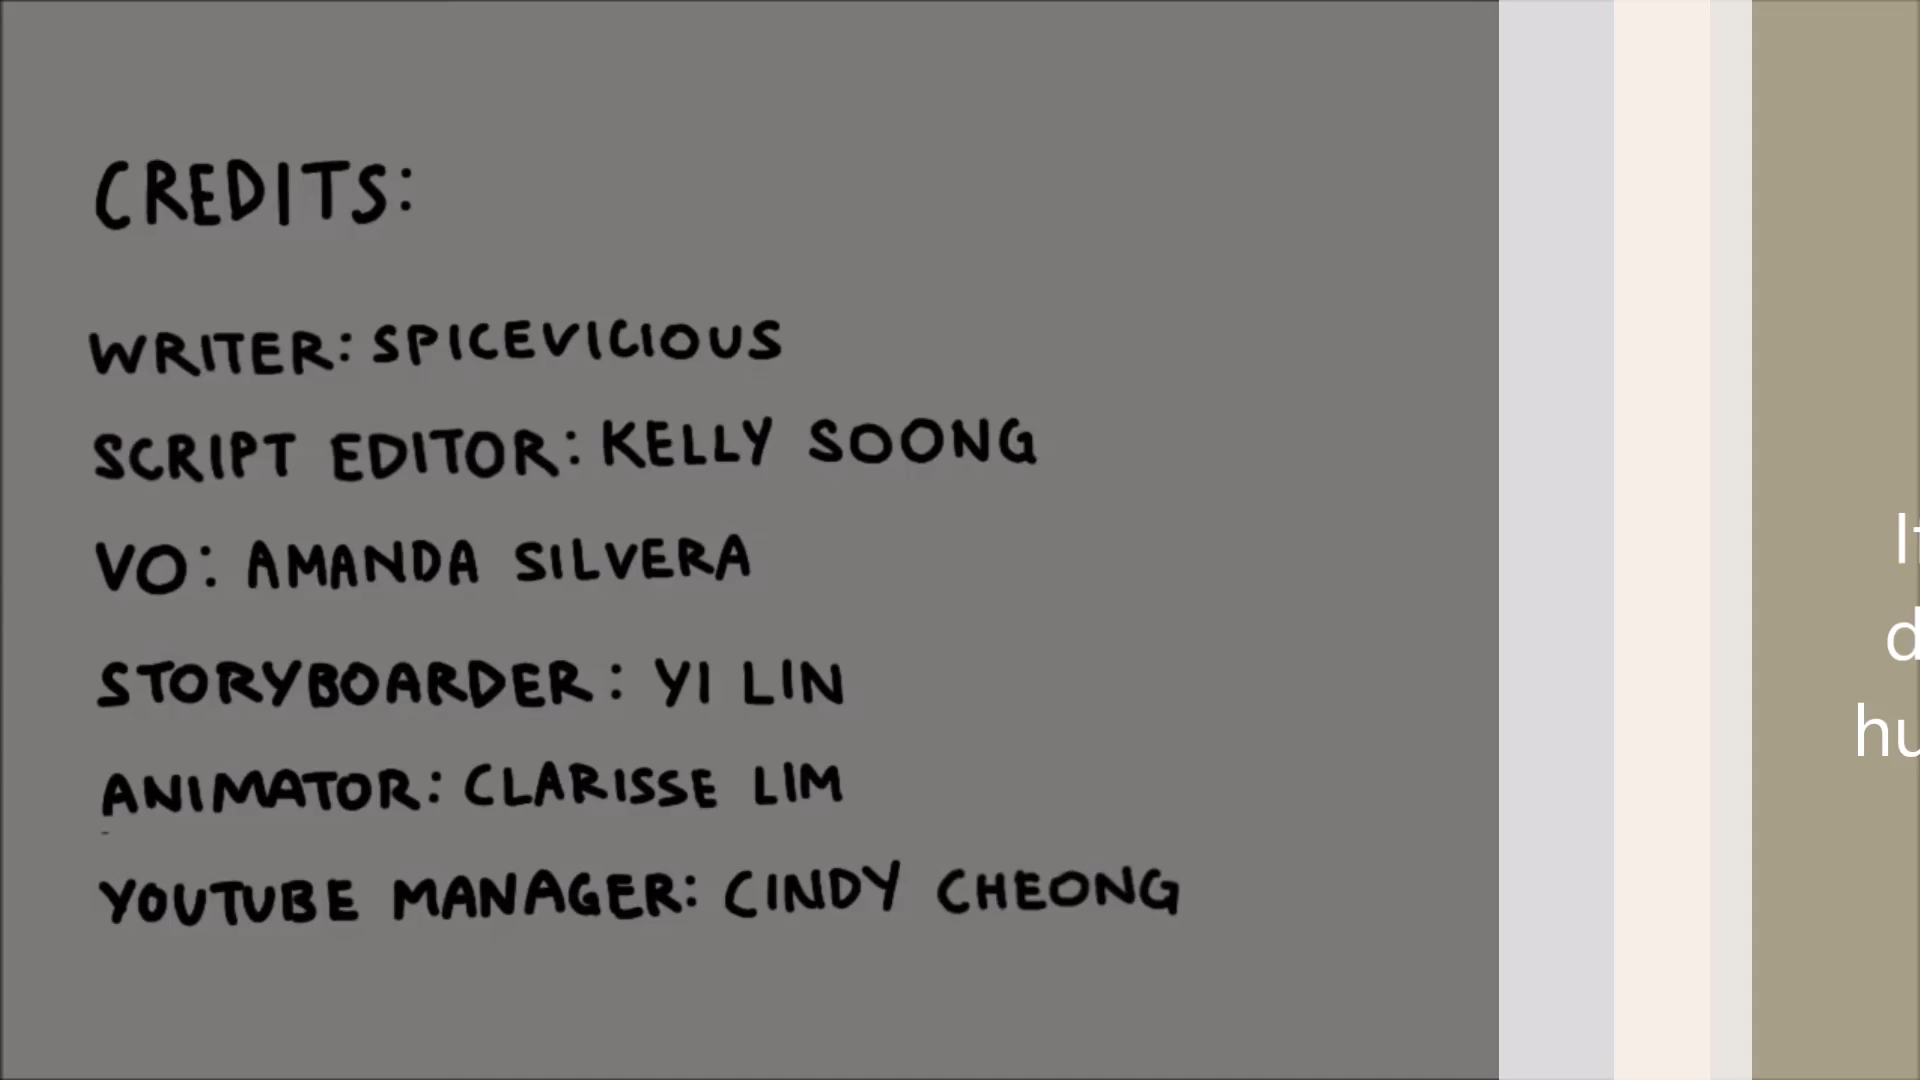 CREDITS:
WRITER: SPICEVICIOUS
SCRIPT EDITOR: KELLY SOONG
VO: AMANDA SILVERA
STORYBOARDER: YI LIN
ANIMATOR: CLARISSE LIM
YOUTUBE MANAGER: CINDY CHEONG